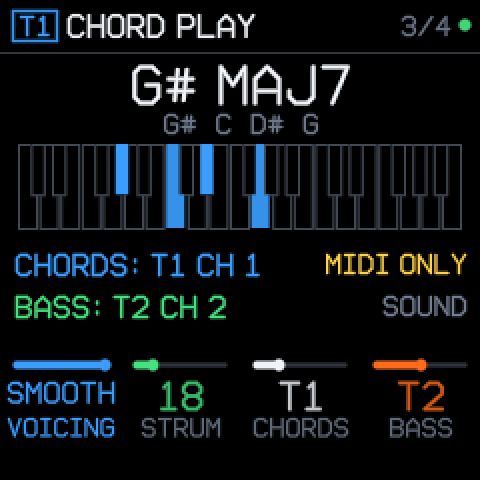 T1 CHORD PLAY 3/4
G# MAJ7
G# C D# G
CHORDS: T1 CH 1 MIDI ONLY
BASS: T2 CH 2 SOUND
SMOOTH 18 T1 T2
VOICING STRUM CHORDS BASS